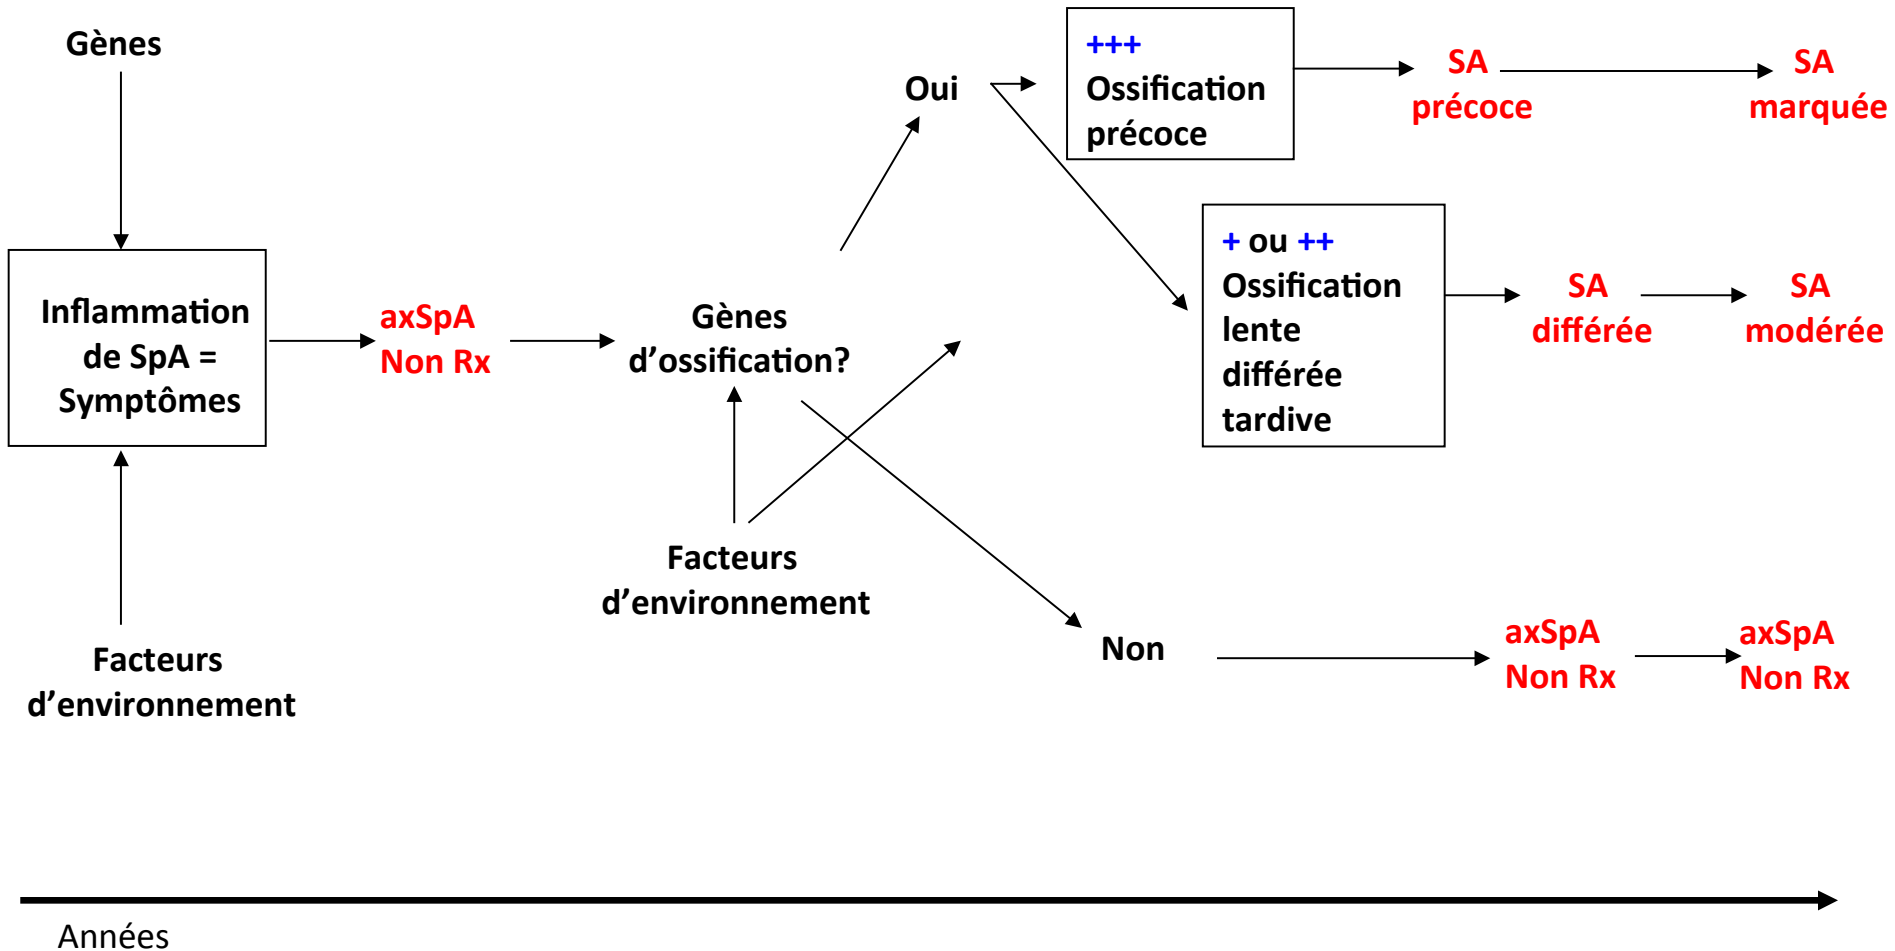 Gènes
Inflammation
de SpA =
Symptômes
Facteurs
d’environnement
axSpA
Non Rx
Gènes
d’ossification?
Facteurs
d’environnement
Oui
+++
Ossification
précoce
SA
précoce
SA
marquée
+ ou ++
Ossification
lente
différée
tardive
SA
différée
SA
modérée
Non
axSpA
Non Rx
axSpA
Non Rx
Années